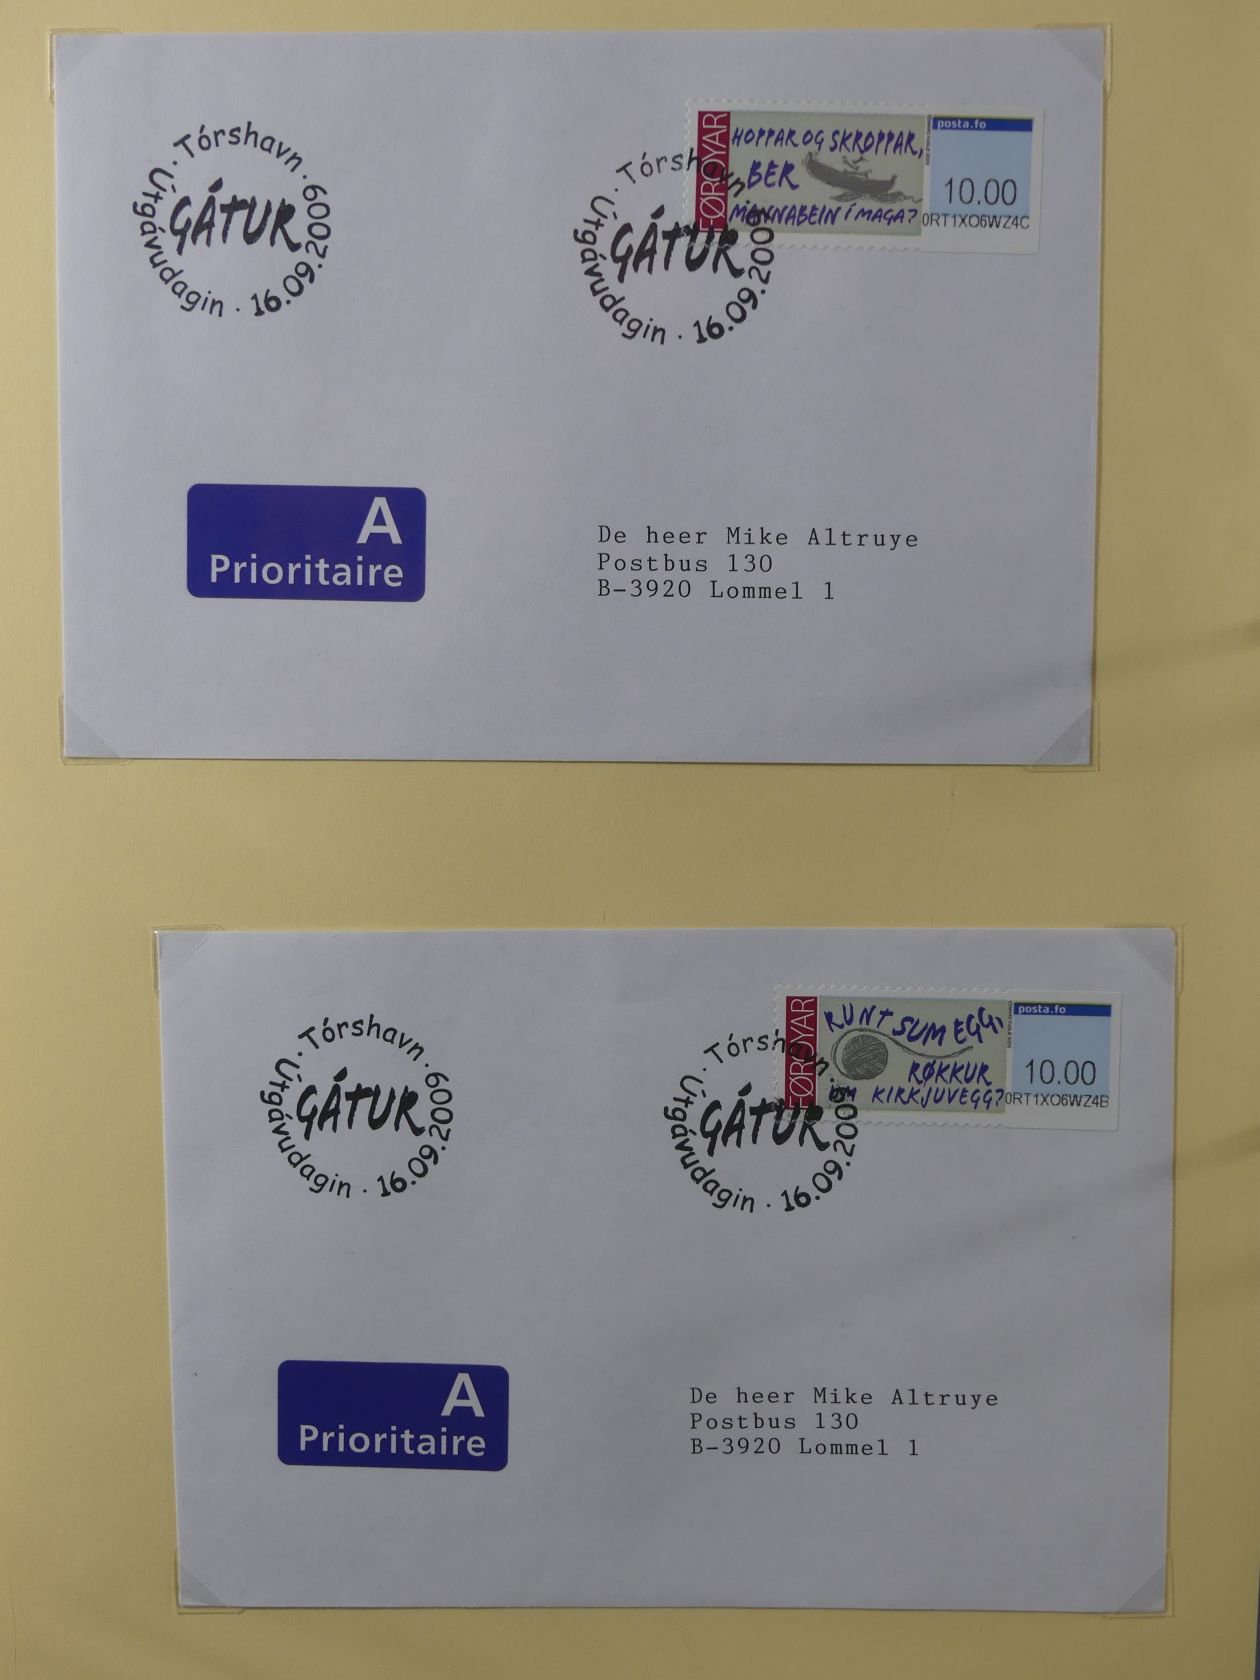 Tórshavn · 16.09.2009 · Útgávudagin ·
GÁTUR
Tórshavn · 16.09.2009 · Útgávudagin ·
GÁTUR
FØROYAR
HOPPAR OG SKROPPAR,
BER
MANNABEIN Í MAGA?
posta.fo
10.00
0RT1XO6WZ4C
A
Prioritaire
De heer Mike Altruye
Postbus 130
B-3920 Lommel 1
Tórshavn · 16.09.2009 · Útgávudagin ·
GÁTUR
Tórshavn · 16.09.2009 · Útgávudagin ·
GÁTUR
FØROYAR
RUNT SUM EGG,
RØKKUR
UM KIRKJUVEGG?
posta.fo
10.00
0RT1XO6WZ4B
A
Prioritaire
De heer Mike Altruye
Postbus 130
B-3920 Lommel 1